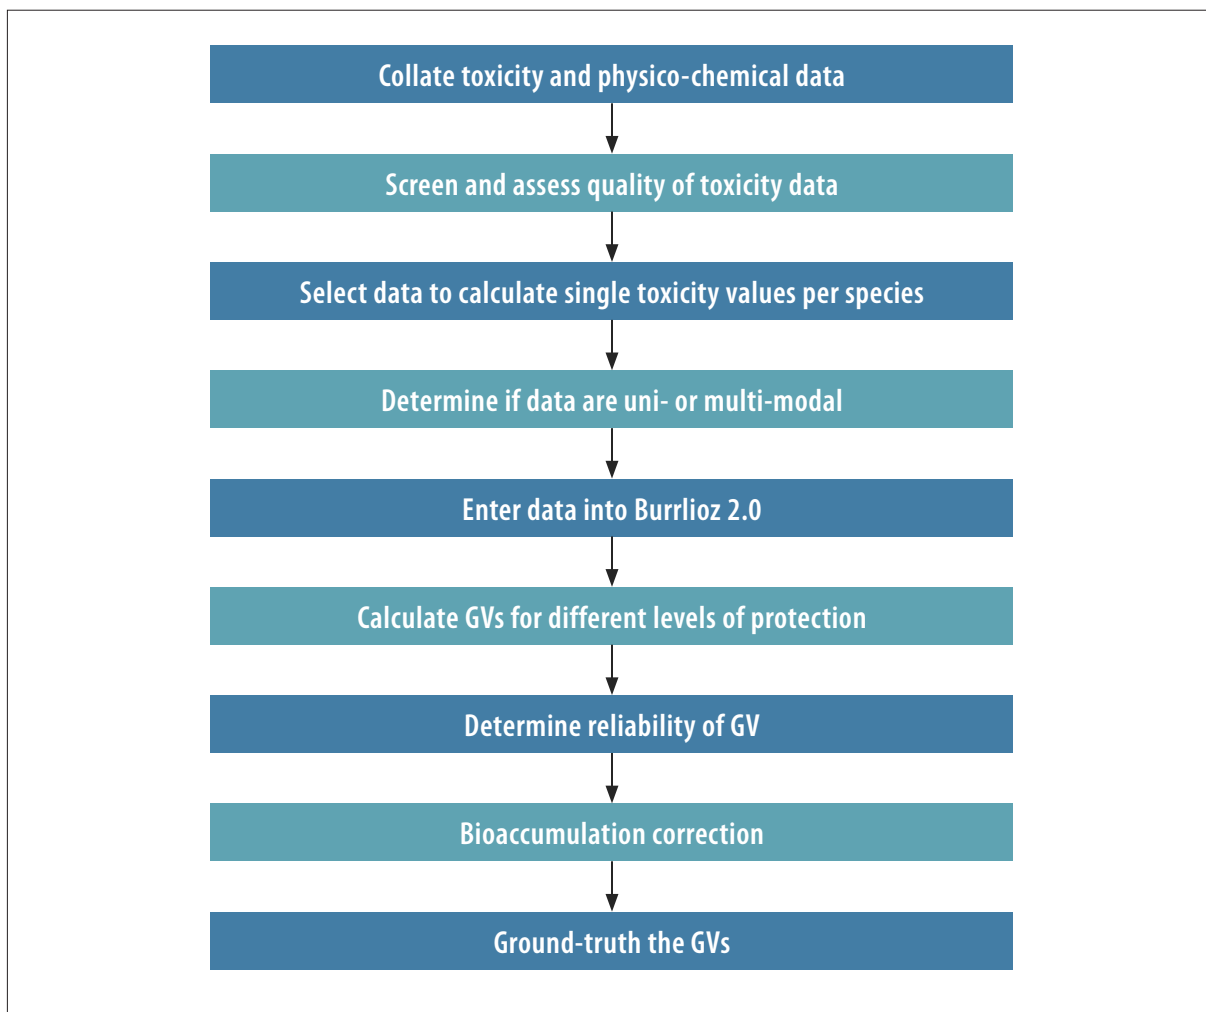 Collate toxicity and physico-chemical data
Screen and assess quality of toxicity data
Select data to calculate single toxicity values per species
Determine if data are uni- or multi-modal
Enter data into Burrlioz 2.0
Calculate GVs for different levels of protection
Determine reliability of GV
Bioaccumulation correction
Ground-truth the GVs